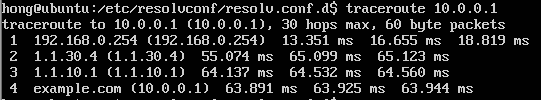 hong@ubuntu:/etc/resolvconf/resolv.conf.d$ traceroute 10.0.0.1
traceroute to 10.0.0.1 (10.0.0.1), 30 hops max, 60 byte packets
 1  192.168.0.254 (192.168.0.254)  13.351 ms  16.655 ms  18.819 ms
 2  1.1.30.4 (1.1.30.4)  55.074 ms  65.099 ms  65.123 ms
 3  1.1.10.1 (1.1.10.1)  64.137 ms  64.532 ms  64.560 ms
 4  example.com (10.0.0.1)  63.891 ms  63.925 ms  63.944 ms